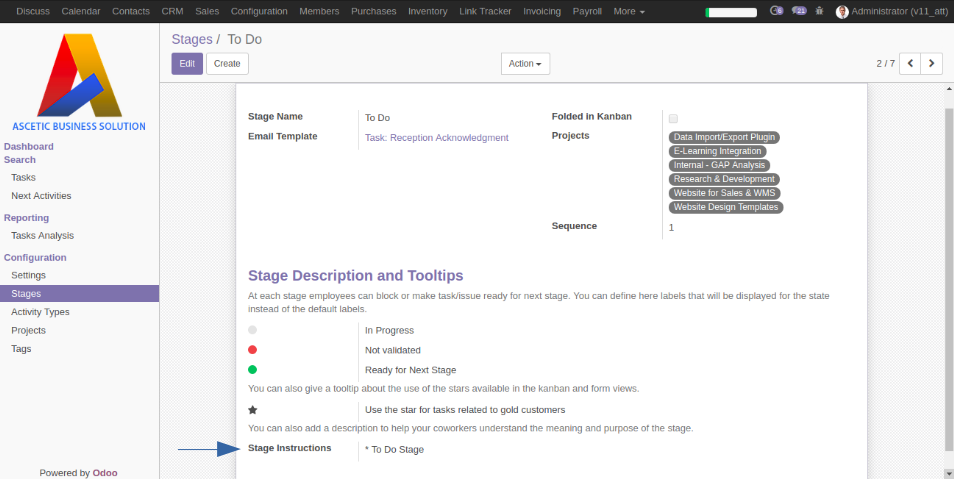 Discuss Calendar Contacts CRM Sales Configuration Members Purchases Inventory Link Tracker Invoicing Payroll More 6 21 Administrator (v11_att)
ASCETIC BUSINESS SOLUTION
Dashboard
Search
Tasks
Next Activities
Reporting
Tasks Analysis
Configuration
Settings
Stages
Activity Types
Projects
Tags
Powered by Odoo
Stages / To Do
Edit Create Action 2 / 7
Stage Name To Do
Email Template Task: Reception Acknowledgment
Folded in Kanban
Projects Data Import/Export Plugin
E-Learning Integration
Internal - GAP Analysis
Research & Development
Website for Sales & WMS
Website Design Templates
Sequence 1
Stage Description and Tooltips
At each stage employees can block or make task/issue ready for next stage. You can define here labels that will be displayed for the state
instead of the default labels.
In Progress
Not validated
Ready for Next Stage
You can also give a tooltip about the use of the stars available in the kanban and form views.
Use the star for tasks related to gold customers
You can also add a description to help your coworkers understand the meaning and purpose of the stage.
Stage Instructions * To Do Stage